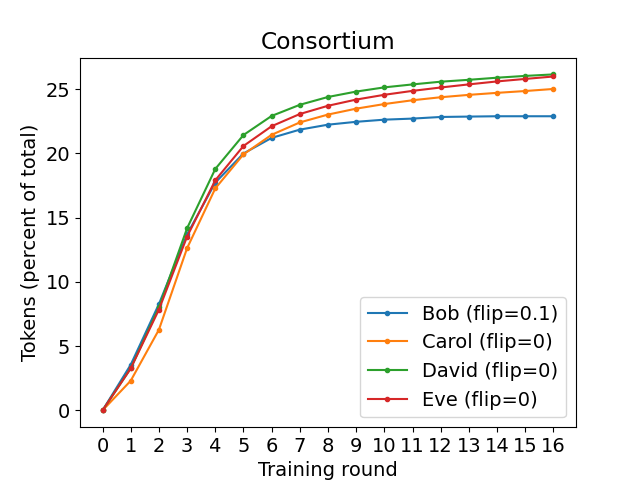 Consortium
Tokens (percent of total)
25
20
15
10
5
0
Bob (flip=0.1)
Carol (flip=0)
David (flip=0)
Eve (flip=0)
0 1 2 3 4 5 6 7 8 9 10 11 12 13 14 15 16
Training round